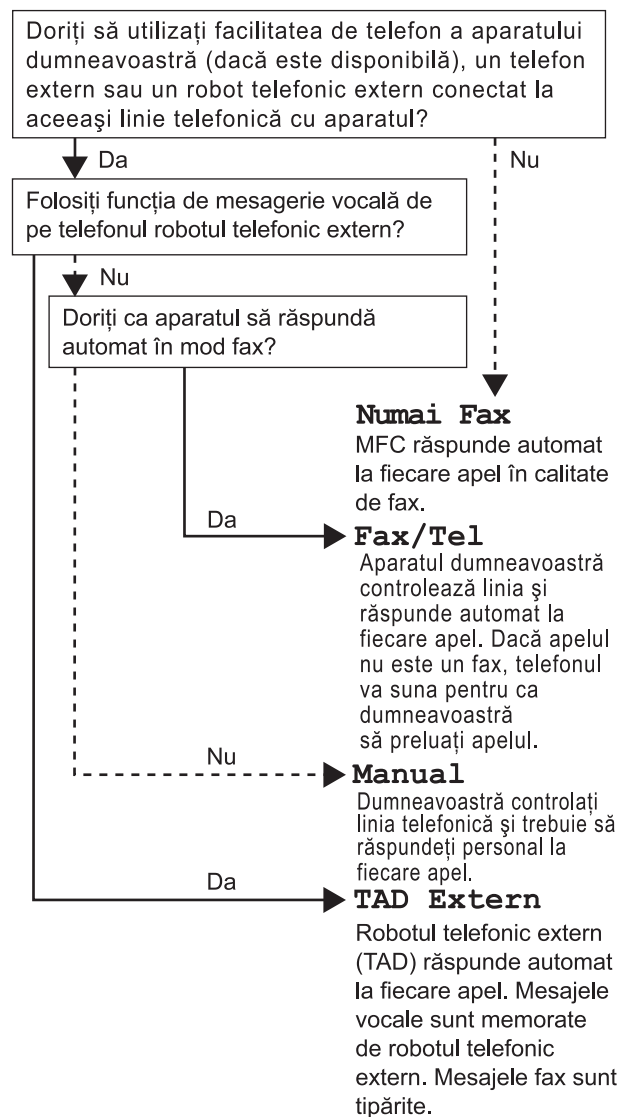 Doriți să utilizați facilitatea de telefon a aparatului
dumneavoastră (dacă este disponibilă), un telefon
extern sau un robot telefonic extern conectat la
aceeaşi linie telefonică cu aparatul?
Da
Nu
Folosiți funcția de mesagerie vocală de
pe telefonul robotul telefonic extern?
Nu
Doriți ca aparatul să răspundă
automat în mod fax?
Numai Fax
MFC răspunde automat
la fiecare apel în calitate
de fax.
Da
Fax/Tel
Aparatul dumneavoastră
controlează linia şi
răspunde automat la
fiecare apel. Dacă apelul
nu este un fax, telefonul
va suna pentru ca
dumneavoastră
să preluați apelul.
Nu
Manual
Dumneavoastră controlați
linia telefonică şi trebuie să
răspundeți personal la
fiecare apel.
Da
TAD Extern
Robotul telefonic extern
(TAD) răspunde automat
la fiecare apel. Mesajele
vocale sunt memorate
de robotul telefonic
extern. Mesajele fax sunt
tipărite.